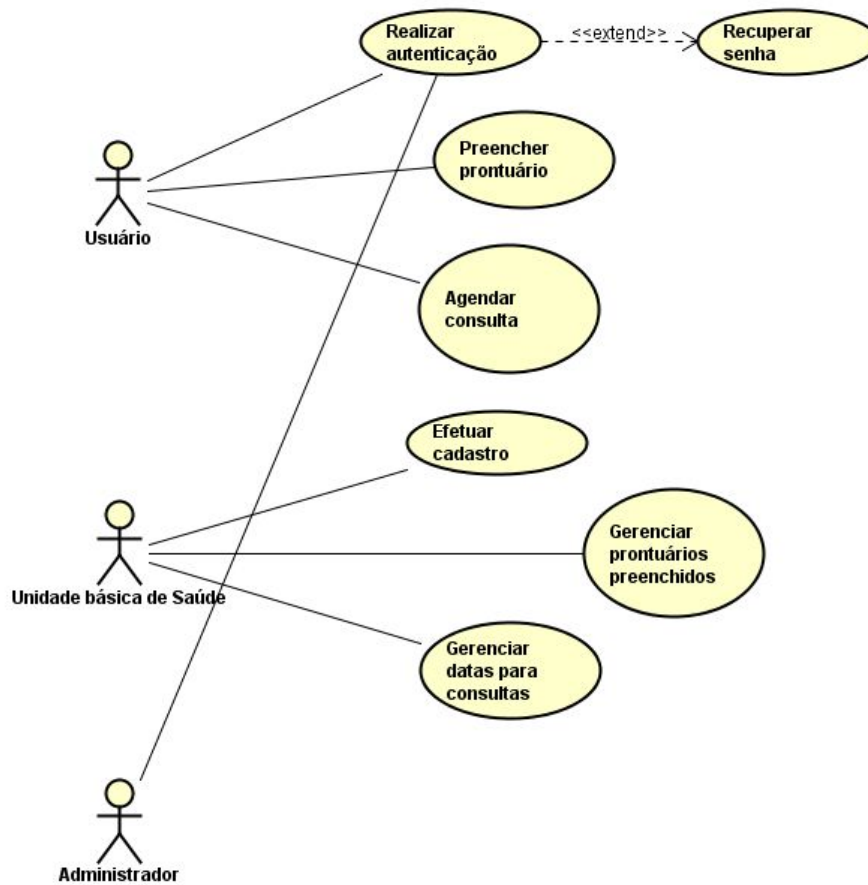 Realizar
autenticação
<<extend>>
Recuperar
senha
Preencher
prontuário
Usuário
Agendar
consulta
Efetuar
cadastro
Gerenciar
prontuários
preenchidos
Unidade básica de Saúde
Gerenciar
datas para
consultas
Administrador